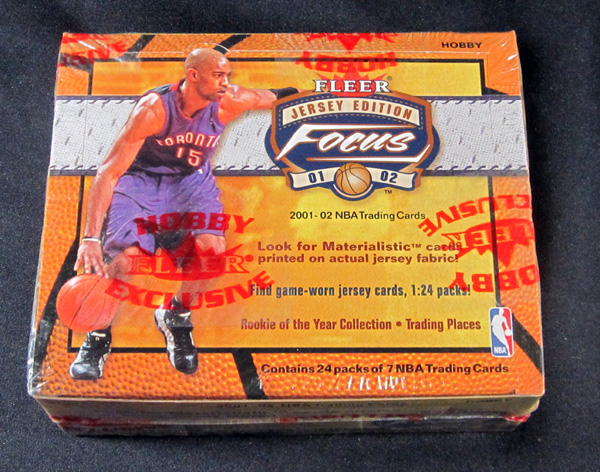 HOBBY
FLEER
JERSEY EDITION
Focus
01 02
TM
2001-02 NBA Trading Cards
TORONTO
15
Look for Materialistic™ cards
printed on actual jersey fabric!
Find game-worn jersey cards, 1:24 packs!
Rookie of the Year Collection • Trading Places
NBA
Contains 24 packs of 7 NBA Trading Cards
HOBBY
FLEER
EXCLUSIVE
HOBBY
EXCLUSIVE
FLEER
HOBBY